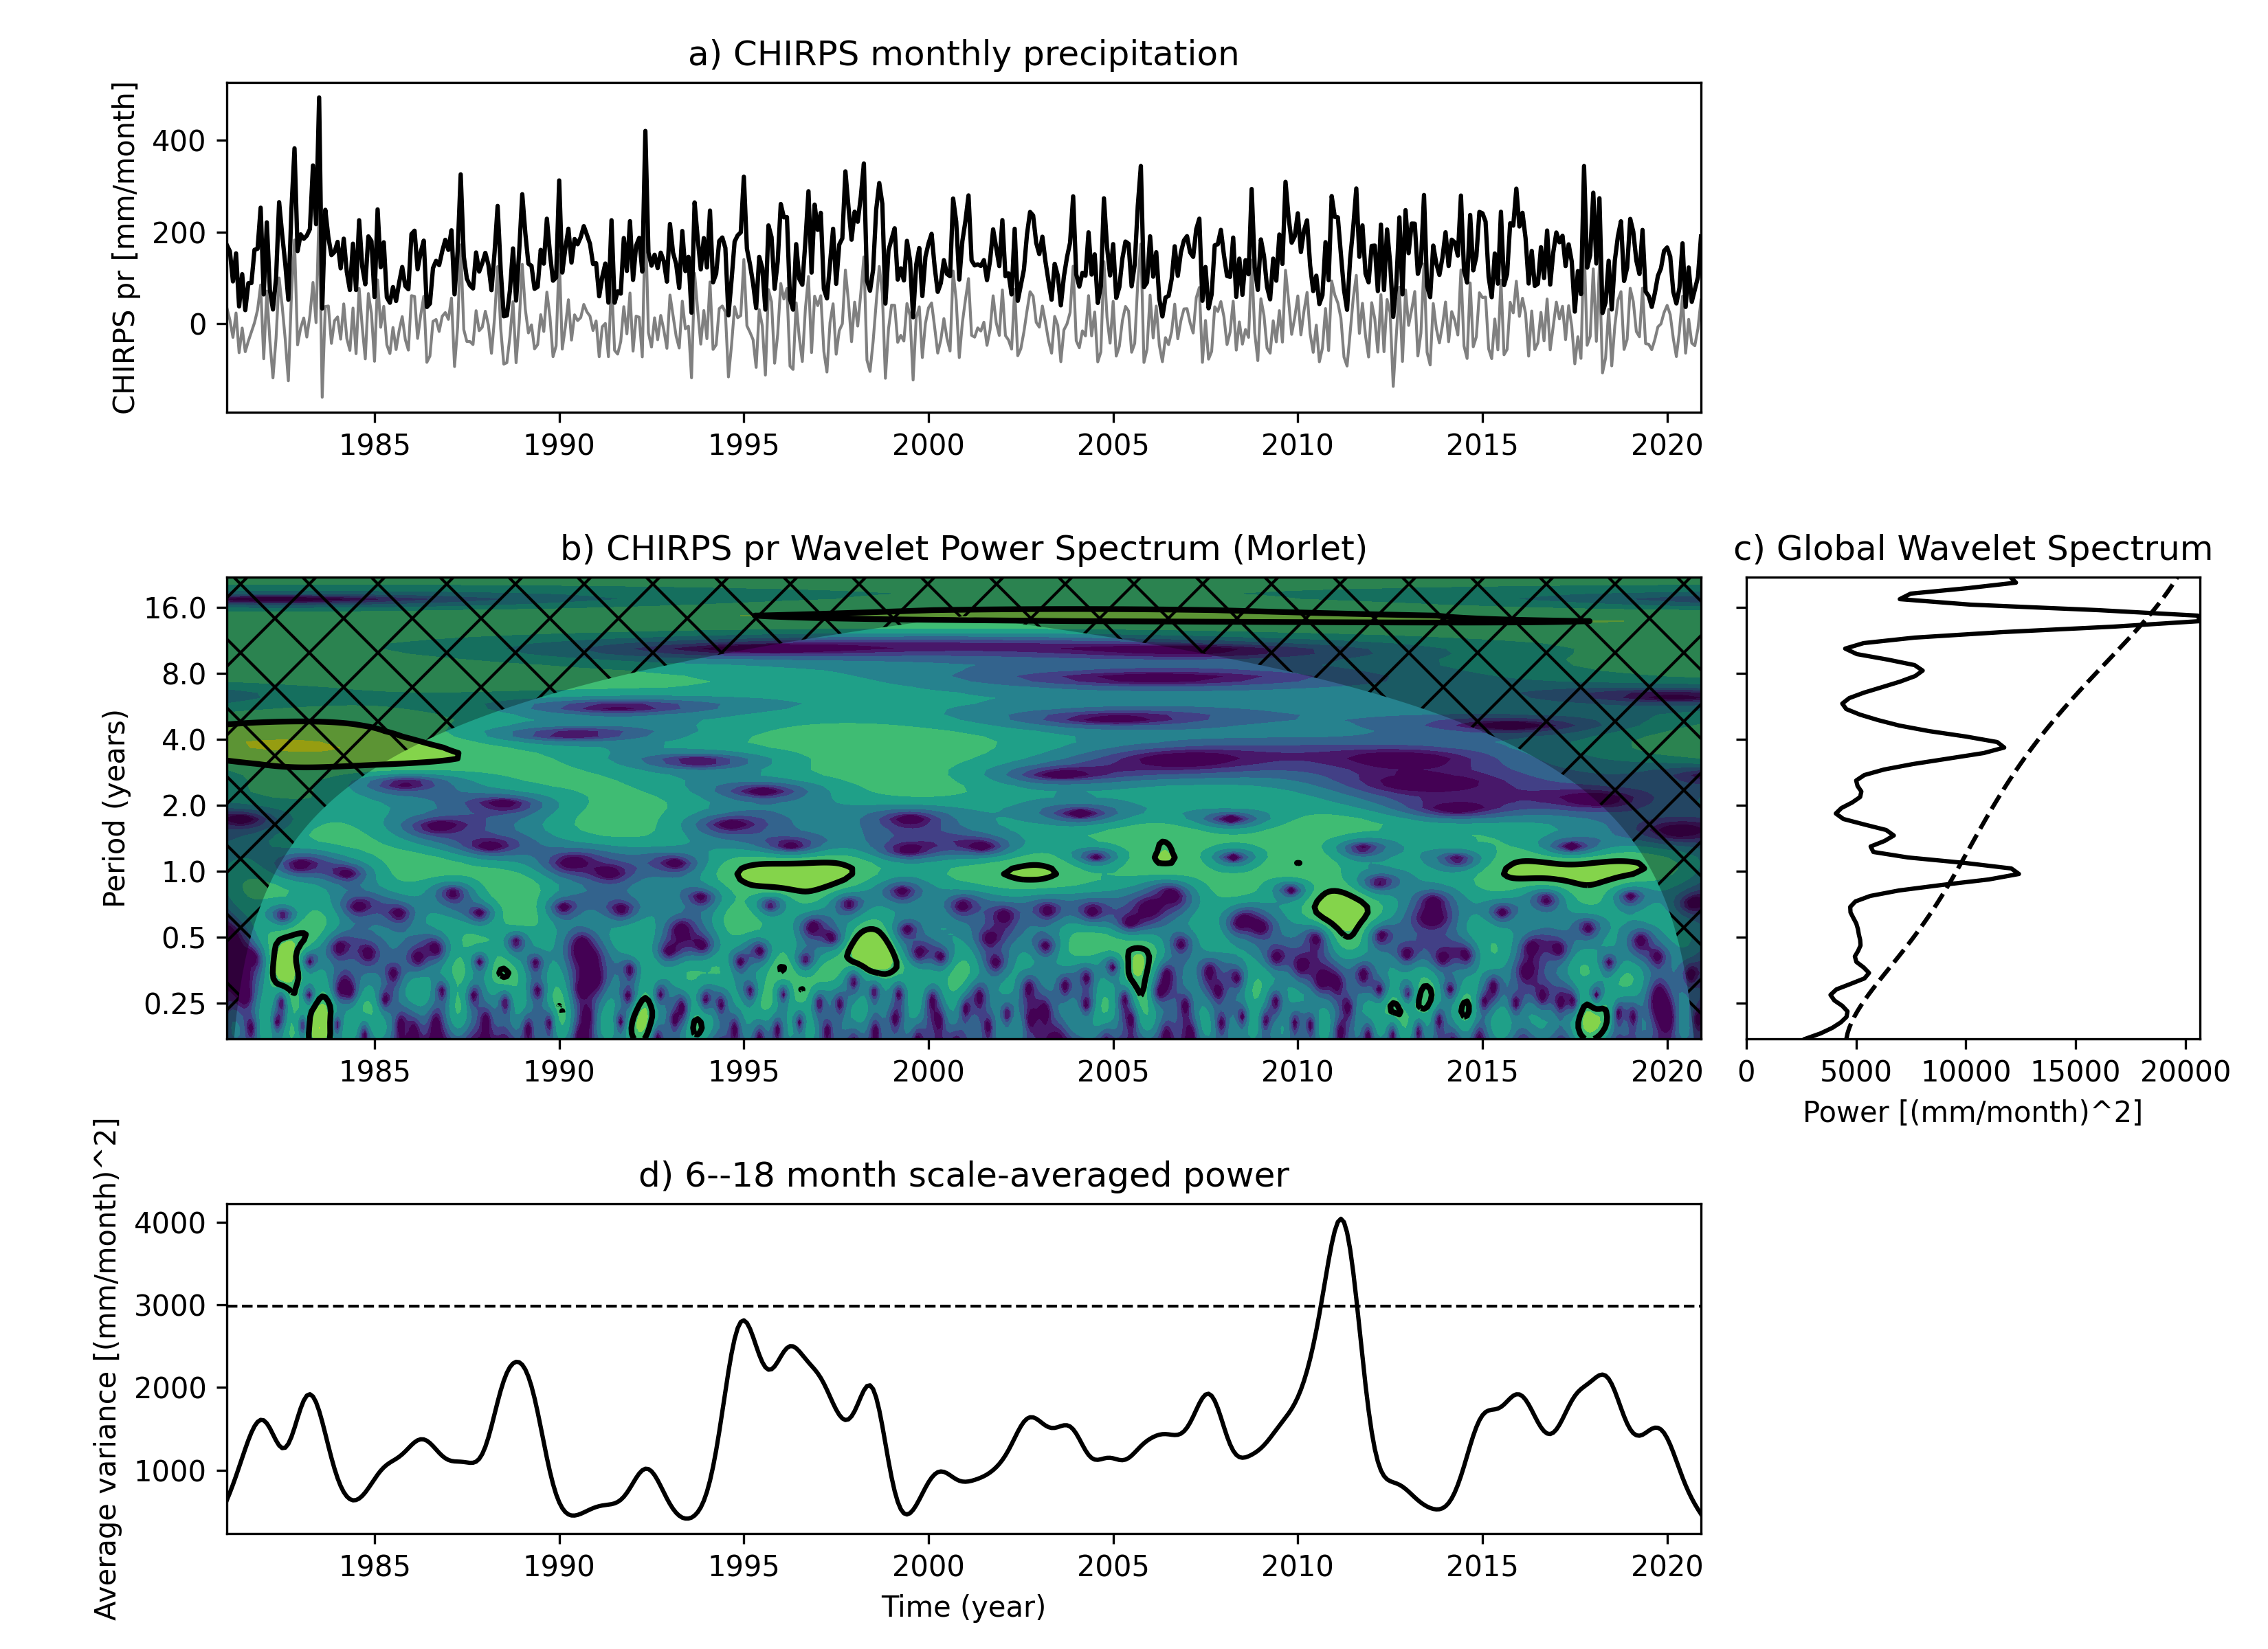 a) CHIRPS monthly precipitation
CHIRPS pr [mm/month]
400
200
0
1985 1990 1995 2000 2005 2010 2015 2020
b) CHIRPS pr Wavelet Power Spectrum (Morlet)
Period (years)
16.0
8.0
4.0
2.0
1.0
0.5
0.25
1985 1990 1995 2000 2005 2010 2015 2020
c) Global Wavelet Spectrum
0 5000 10000 15000 20000
Power [(mm/month)^2]
d) 6--18 month scale-averaged power
Average variance [(mm/month)^2]
4000
3000
2000
1000
1985 1990 1995 2000 2005 2010 2015 2020
Time (year)